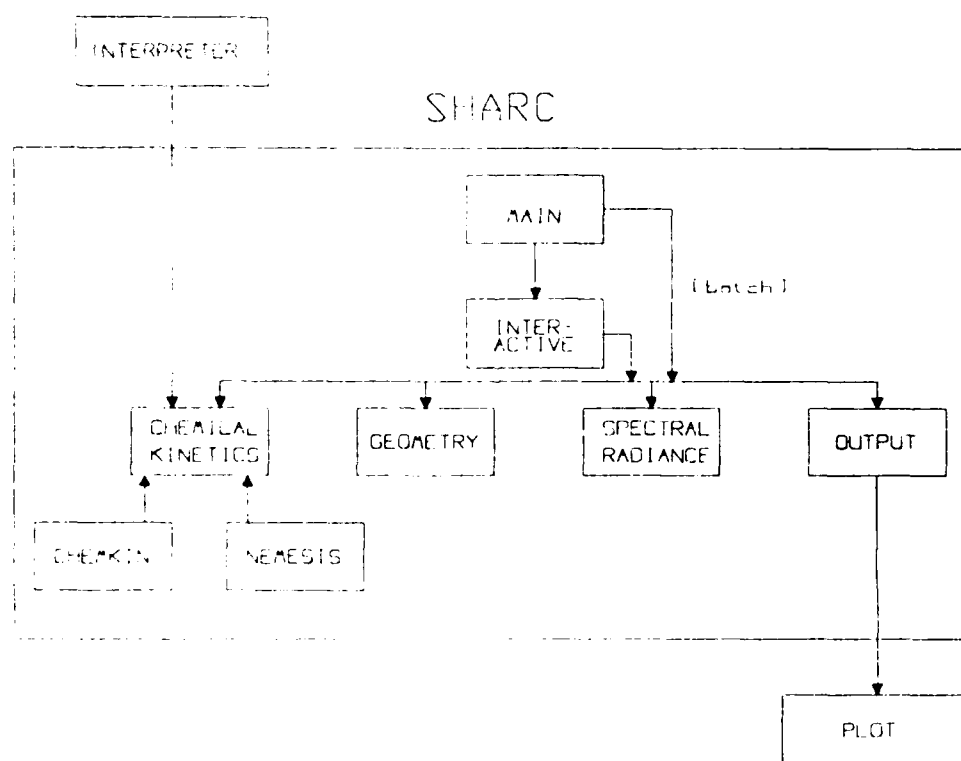 INTERPRETER
SHARC
MAIN
(batch)
INTER-
ACTIVE
CHEMICAL
KINETICS
GEOMETRY
SPECTRAL
RADIANCE
OUTPUT
CHEMKIN
NEMESIS
PLOT